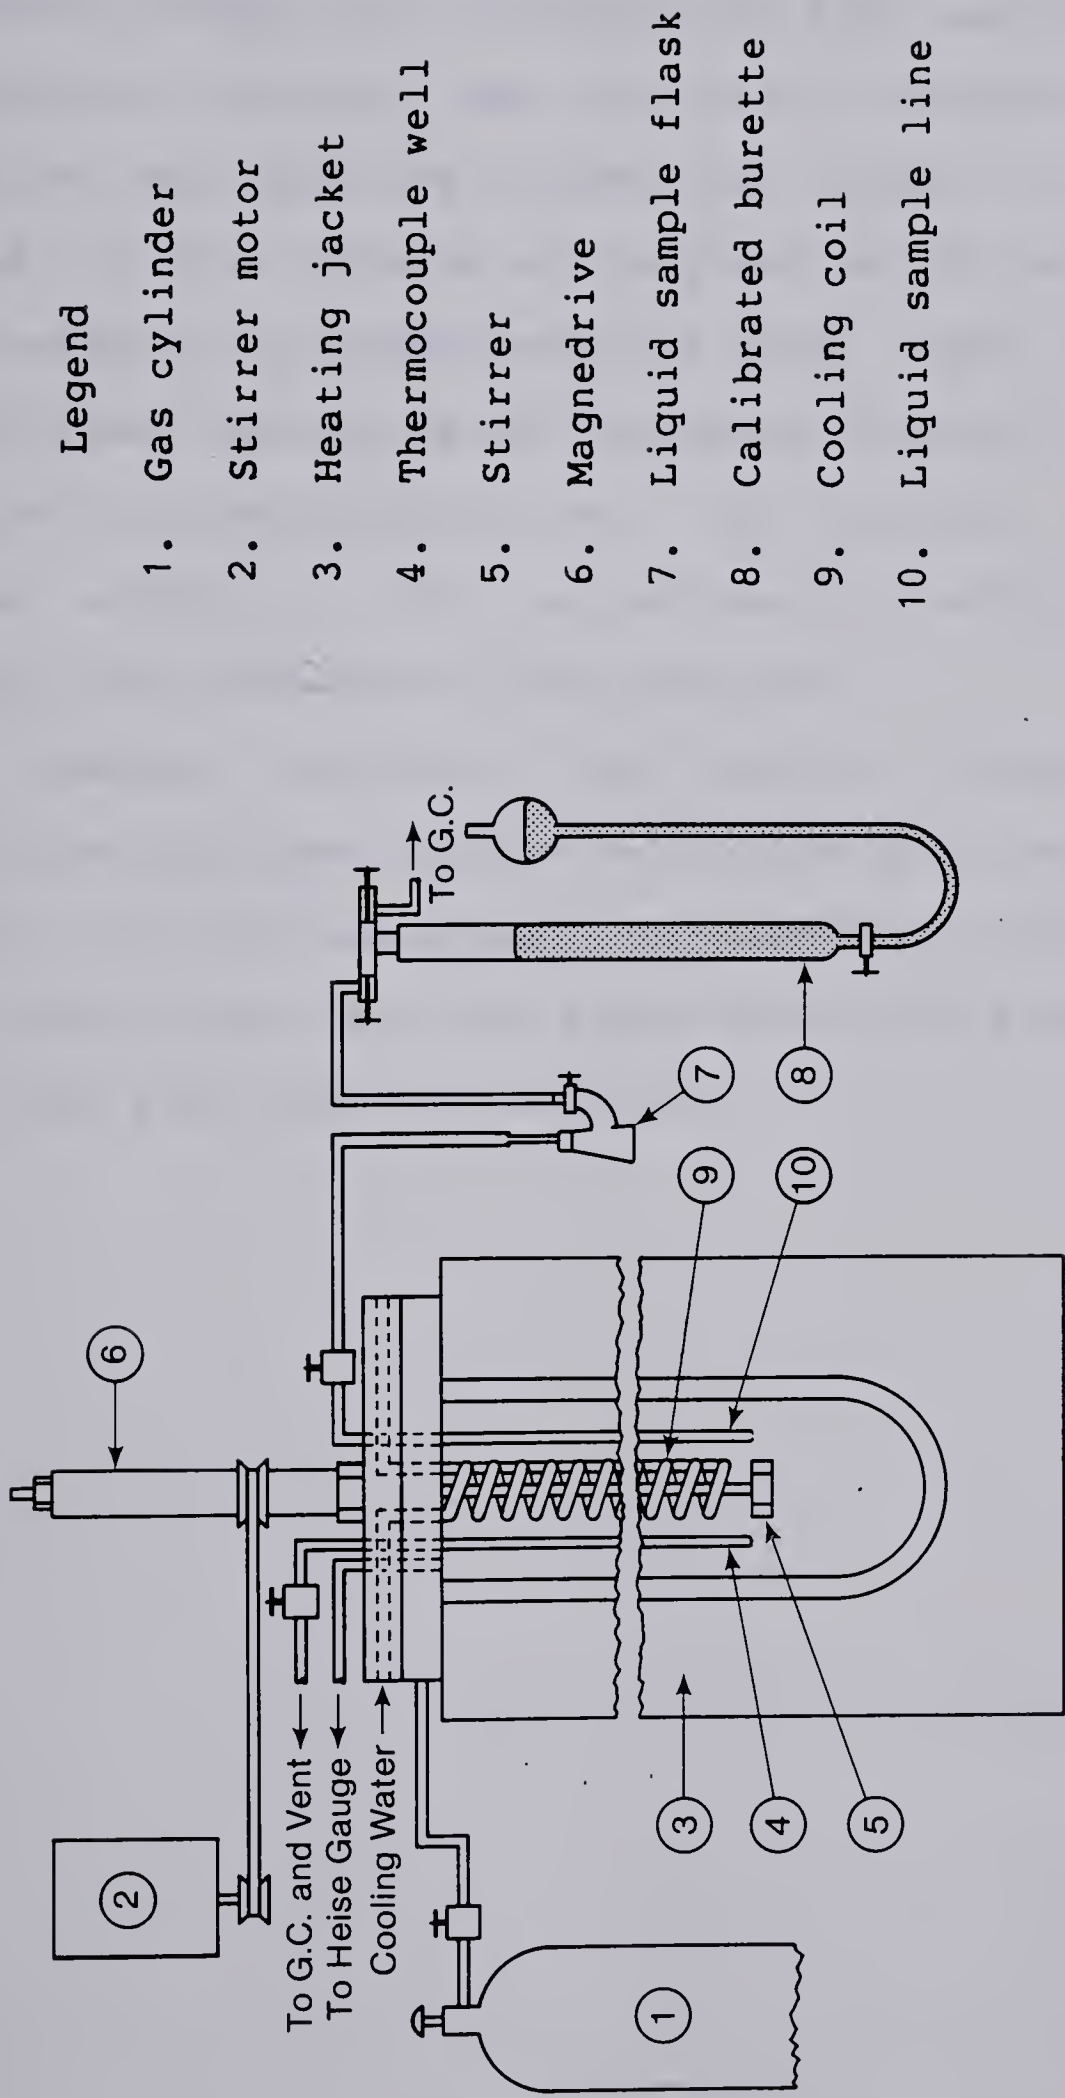 Legend
1. Gas cylinder
2. Stirrer motor
3. Heating jacket
4. Thermocouple well
5. Stirrer
6. Magnedrive
7. Liquid sample flask
8. Calibrated burette
9. Cooling coil
10. Liquid sample line
6
2
To G.C. and Vent
To Heise Gauge
Cooling Water
To G.C.
1
3
4
5
9
10
7
8